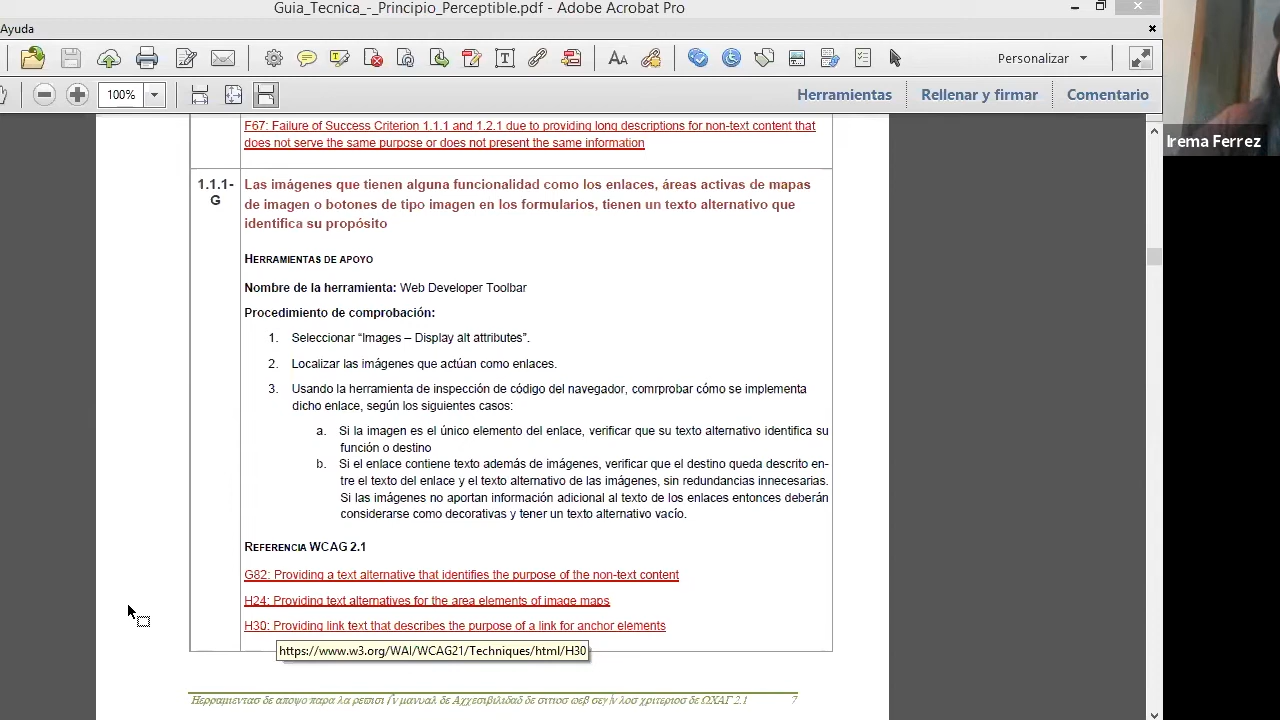 Guia_Tecnica_-_Principio_Perceptible.pdf - Adobe Acrobat Pro
Ayuda
Personalizar
100%
Herramientas
Rellenar y firmar
Comentario
Irema Ferrez
F67: Failure of Success Criterion 1.1.1 and 1.2.1 due to providing long descriptions for non-text content that
does not serve the same purpose or does not present the same information
1.1.1-
G
Las imágenes que tienen alguna funcionalidad como los enlaces, áreas activas de mapas
de imagen o botones de tipo imagen en los formularios, tienen un texto alternativo que
identifica su propósito
HERRAMIENTAS DE APOYO
Nombre de la herramienta: Web Developer Toolbar
Procedimiento de comprobación:
1. Seleccionar “Images – Display alt attributes”.
2. Localizar las imágenes que actúan como enlaces.
3. Usando la herramienta de inspección de código del navegador, comrprobar cómo se implementa
dicho enlace, según los siguientes casos:
a. Si la imagen es el único elemento del enlace, verificar que su texto alternativo identifica su
función o destino
b. Si el enlace contiene texto además de imágenes, verificar que el destino queda descrito en-
tre el texto del enlace y el texto alternativo de las imágenes, sin redundancias innecesarias.
Si las imágenes no aportan información adicional al texto de los enlaces entonces deberán
considerarse como decorativas y tener un texto alternativo vacío.
REFERENCIA WCAG 2.1
G82: Providing a text alternative that identifies the purpose of the non-text content
H24: Providing text alternatives for the area elements of image maps
H30: Providing link text that describes the purpose of a link for anchor elements
https://www.w3.org/WAI/WCAG21/Techniques/html/H30
7